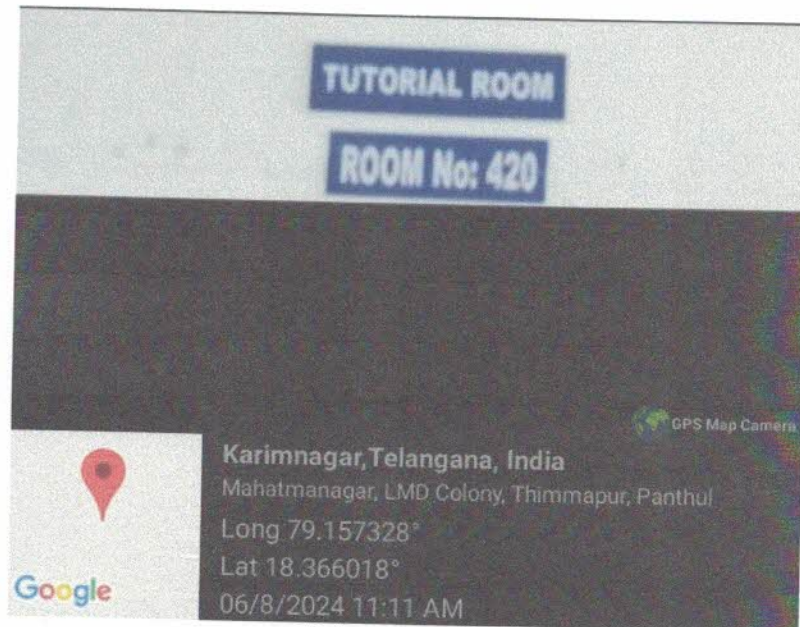 TUTORIAL ROOM
ROOM No: 420
GPS Map Camera
Karimnagar,Telangana, India
Mahatmanagar, LMD Colony, Thimmapur, Panthul
Long 79.157328°
Lat 18.366018°
Google
06/8/2024 11:11 AM